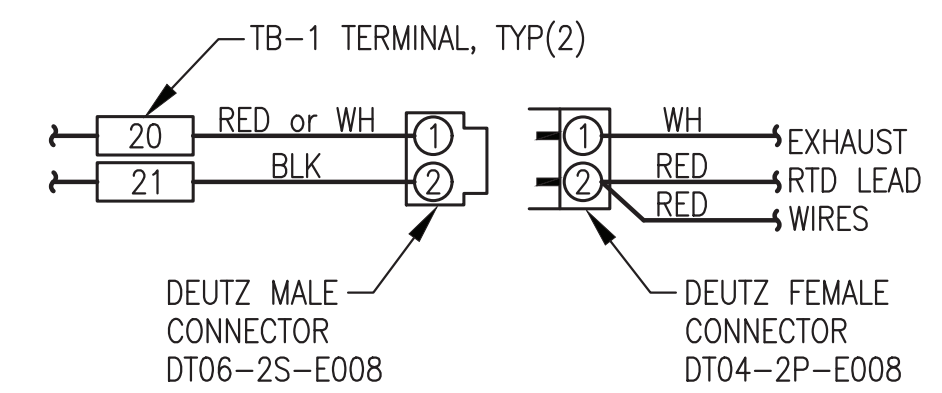 TB-1 TERMINAL, TYP(2)
20 RED or WH 1
21 BLK 2
1 WH EXHAUST
2 RED RTD LEAD
RED WIRES
DEUTZ MALE
CONNECTOR
DT06-2S-E008
DEUTZ FEMALE
CONNECTOR
DT04-2P-E008